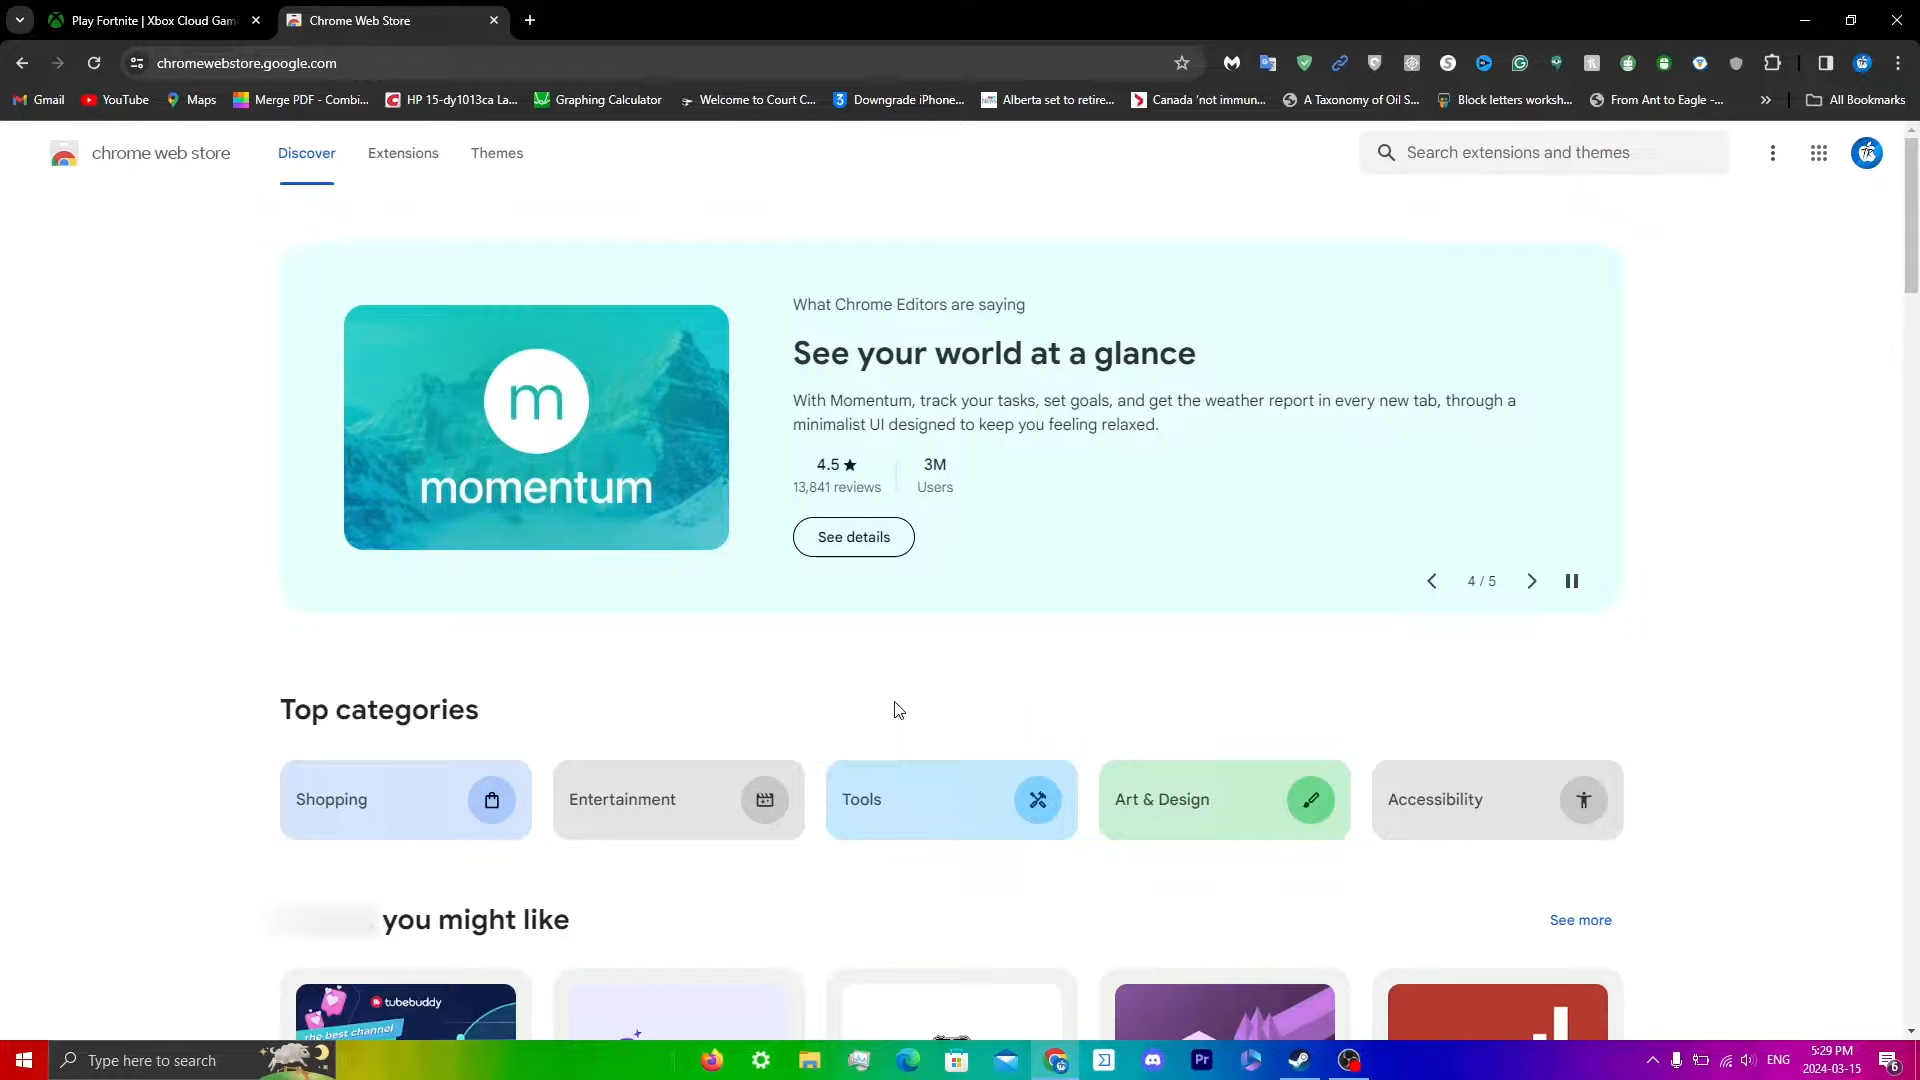 Play Fortnite | Xbox Cloud Gam
Chrome Web Store
chromewebstore.google.com
Gmail
YouTube
Maps
Merge PDF - Combi...
HP 15-dy1013ca La...
Graphing Calculator
Welcome to Court C...
Downgrade iPhone...
Alberta set to retire...
Canada 'not immun...
A Taxonomy of Oil S...
Block letters worksh...
From Ant to Eagle -...
All Bookmarks
chrome web store
Discover
Extensions
Themes
Search extensions and themes
What Chrome Editors are saying
See your world at a glance
With Momentum, track your tasks, set goals, and get the weather report in every new tab, through a
minimalist UI designed to keep you feeling relaxed.
4.5
3M
13,841 reviews
Users
See details
4 / 5
m
momentum
Top categories
Shopping
Entertainment
Tools
Art & Design
Accessibility
you might like
See more
tubebuddy
the best channel
Type here to search
Pr
ENG
5:29 PM
2024-03-15
6